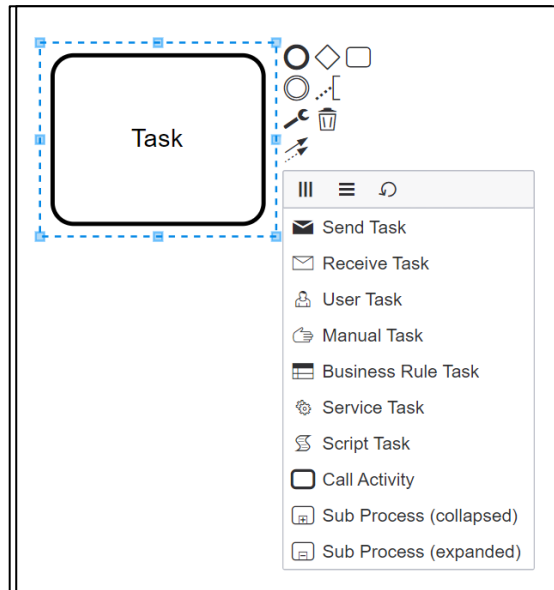 Task
Send Task
Receive Task
User Task
Manual Task
Business Rule Task
Service Task
Script Task
Call Activity
Sub Process (collapsed)
Sub Process (expanded)